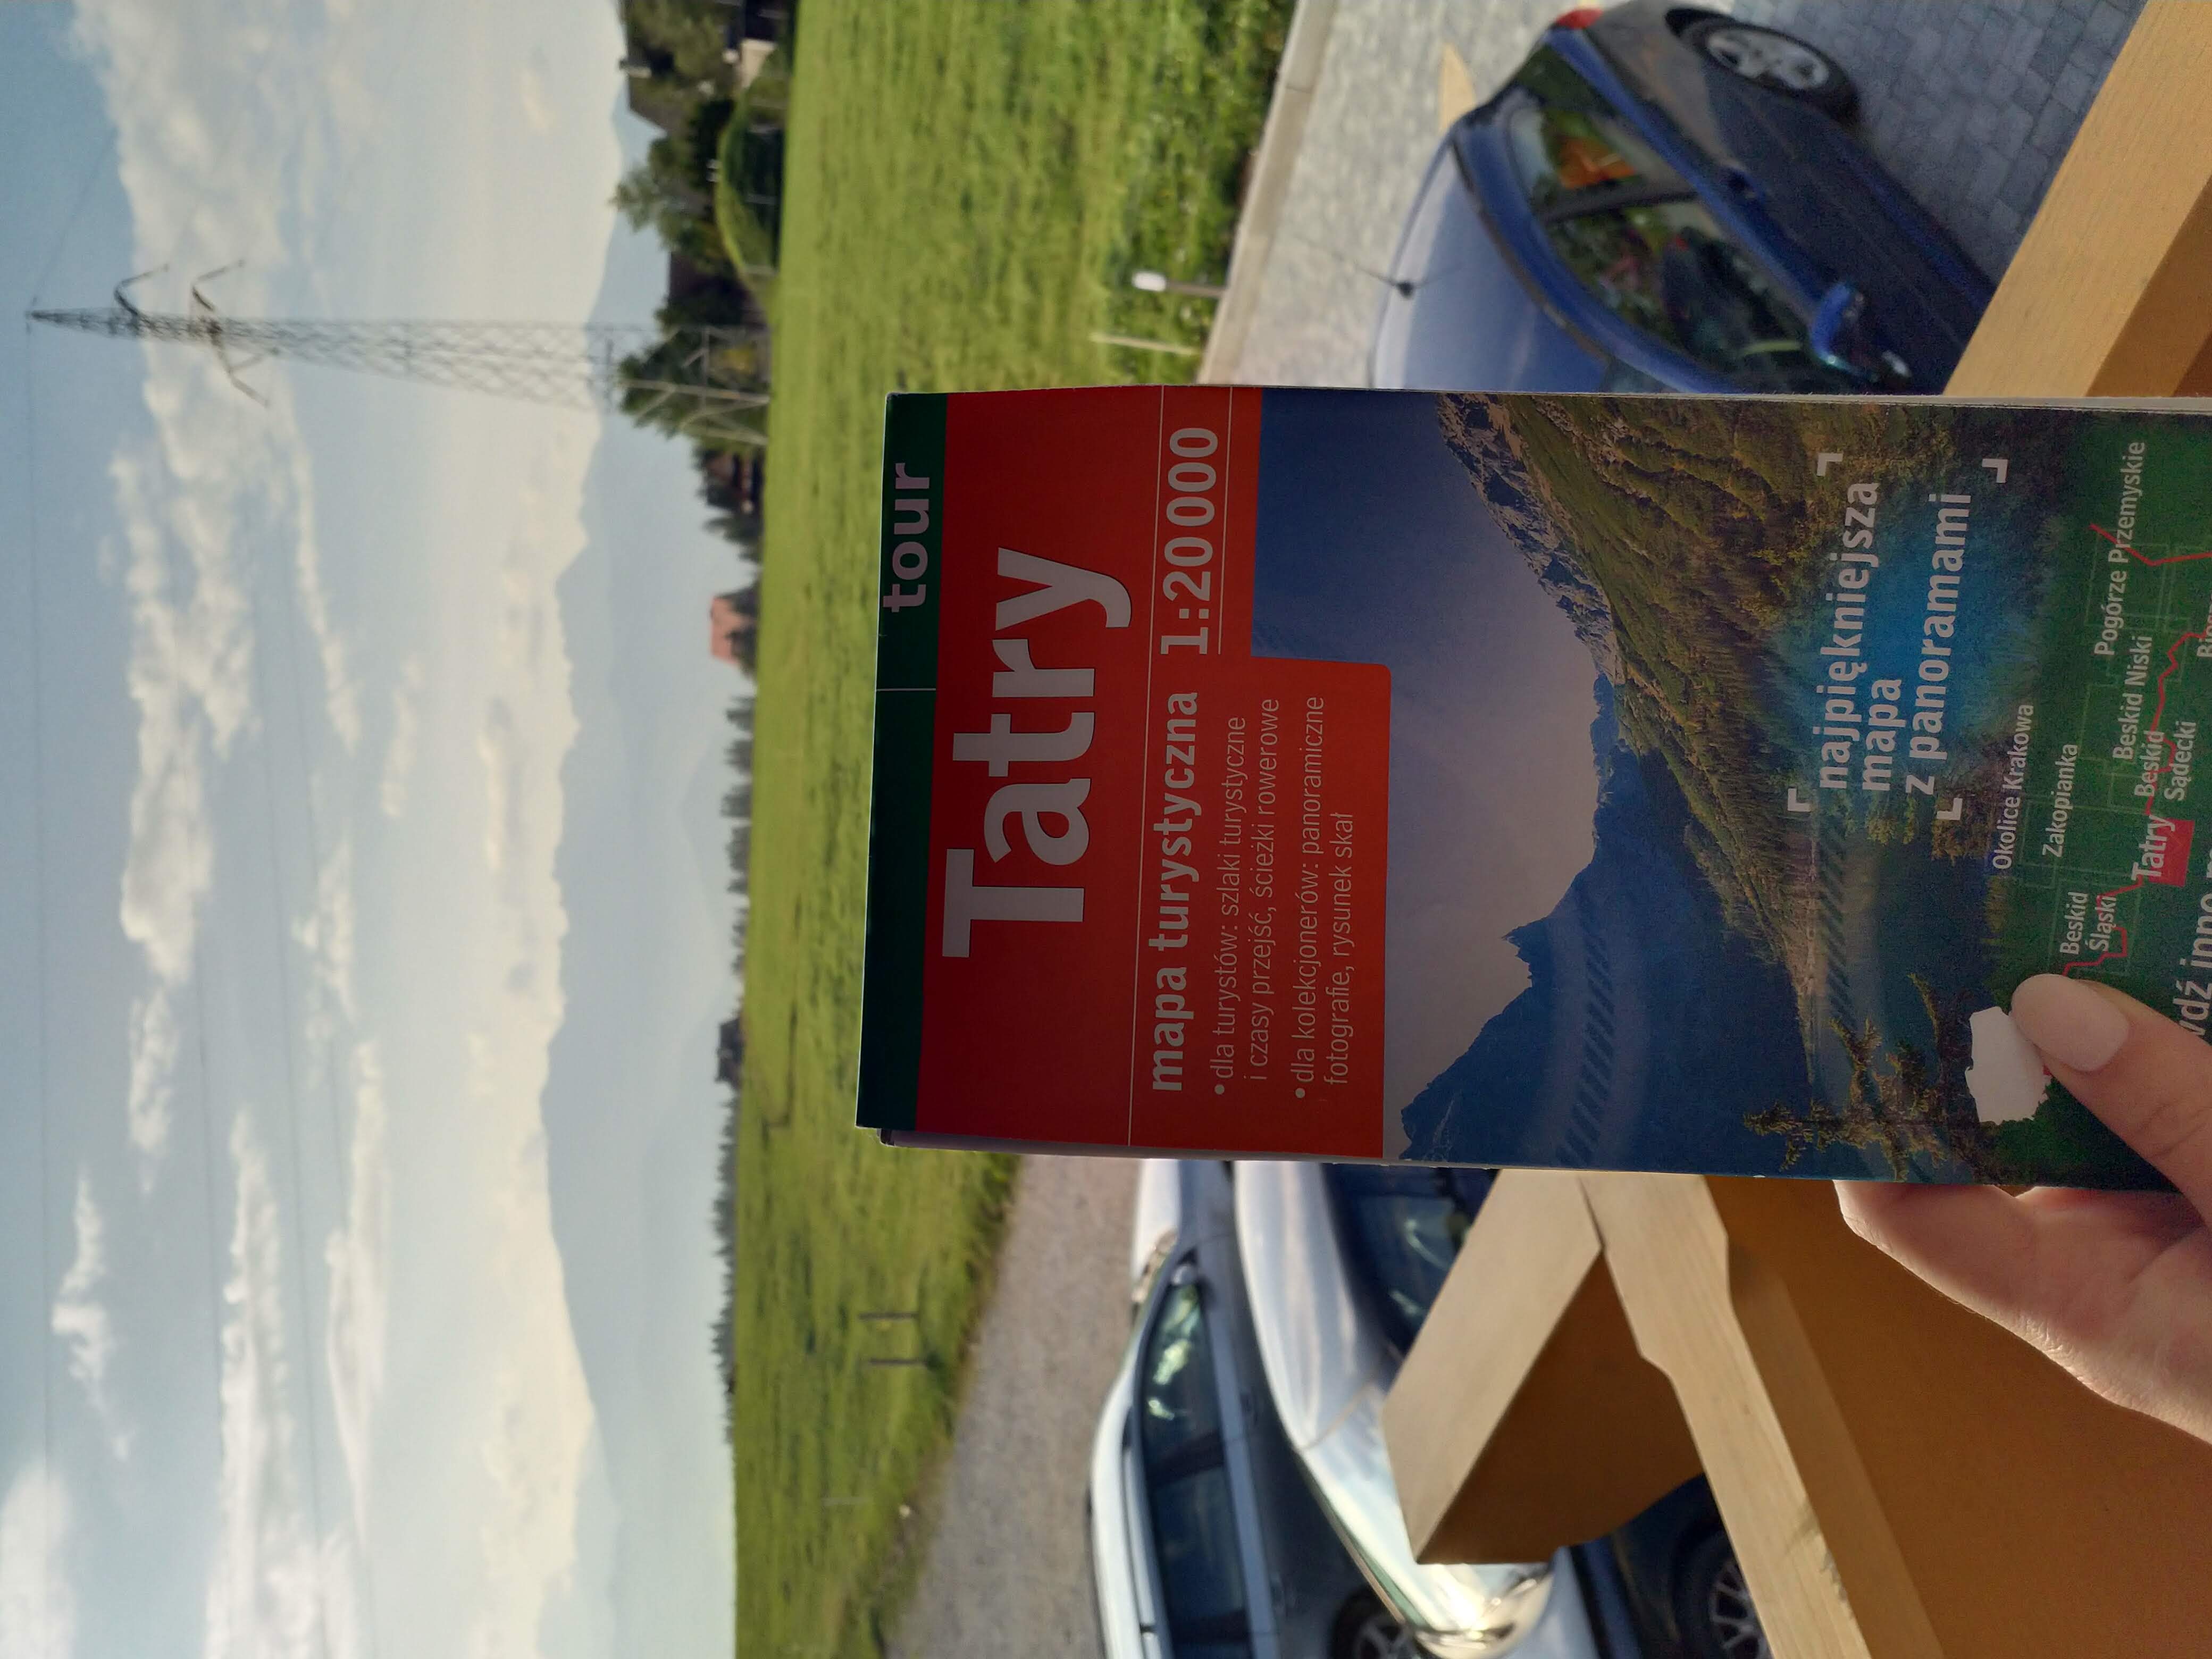 tour
Tatry
mapa turystyczna 1:20 000
• dla turystów: szlaki turystyczne
i czasy przejść, ścieżki rowerowe
• dla kolekcjonerów: panoramiczne
fotografie, rysunek skał
najpiękniejsza
mapa
z panoramami
Okolice Krakowa
Zakopianka
Beskid
Śląski
Pogórze Przemyskie
Beskid Niski
Tatry
Beskid
Sądecki